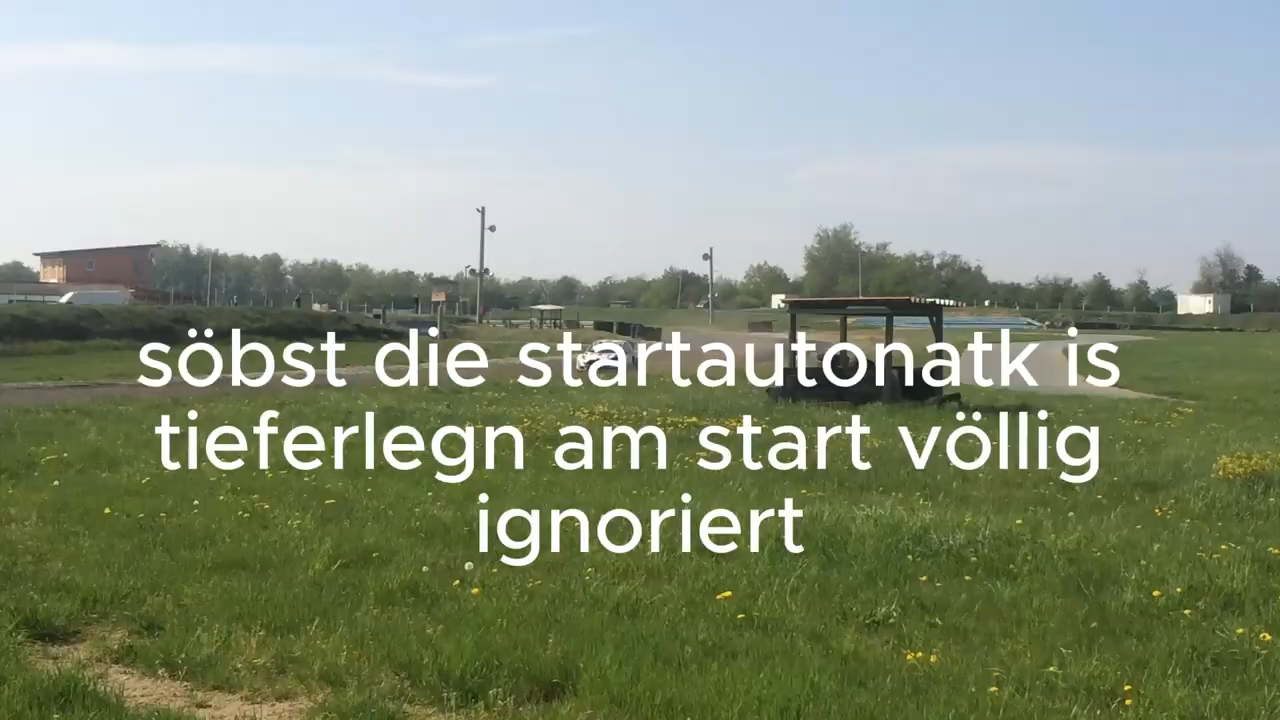 söbst die startautonatk is
tieferlegn am start völlig
ignoriert